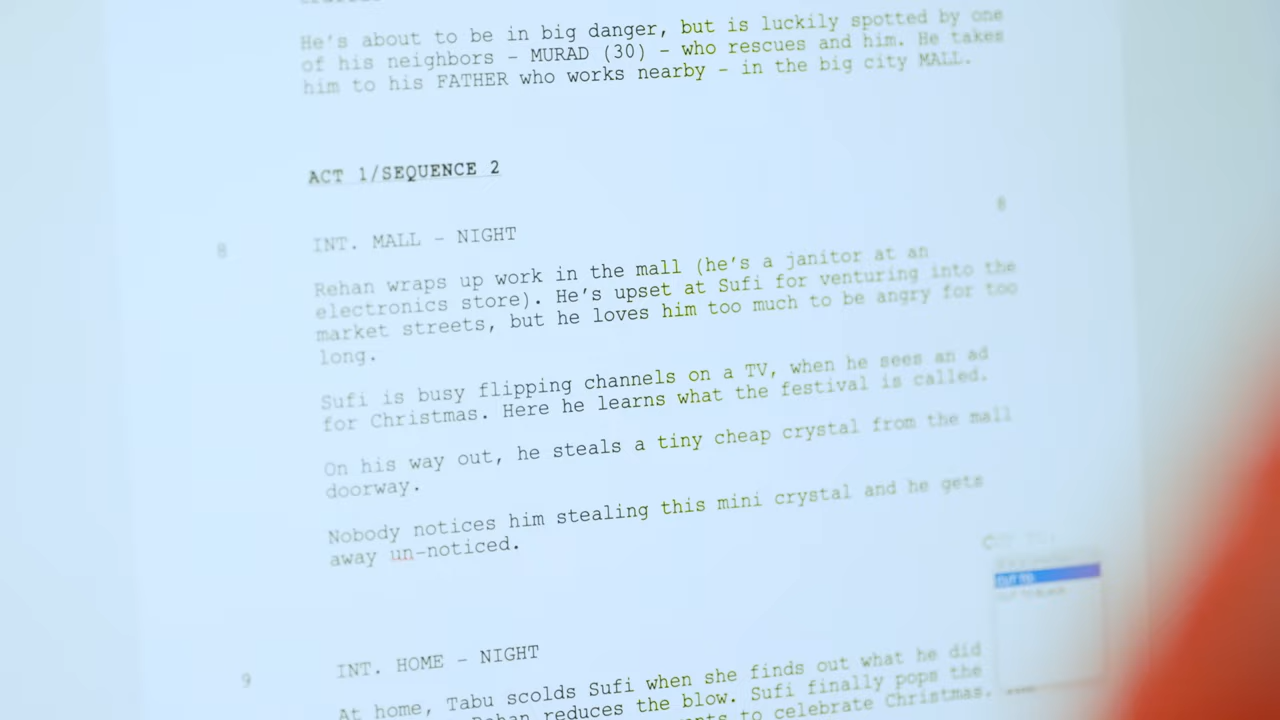 He's about to be in big danger, but is luckily spotted by one
of his neighbors - MURAD (30) - who rescues and him. He takes
him to his FATHER who works nearby - in the big city MALL.
ACT 1/SEQUENCE 2
8 INT. MALL - NIGHT 8
Rehan wraps up work in the mall (he's a janitor at an
electronics store). He's upset at Sufi for venturing into the
market streets, but he loves him too much to be angry for too
long.
Sufi is busy flipping channels on a TV, when he sees an ad
for Christmas. Here he learns what the festival is called.
On his way out, he steals a tiny cheap crystal from the mall
doorway.
Nobody notices him stealing this mini crystal and he gets
away un-noticed.
9 INT. HOME - NIGHT
At home, Tabu scolds Sufi when she finds out what he did
Rehan reduces the blow. Sufi finally pops the
to celebrate Christmas.